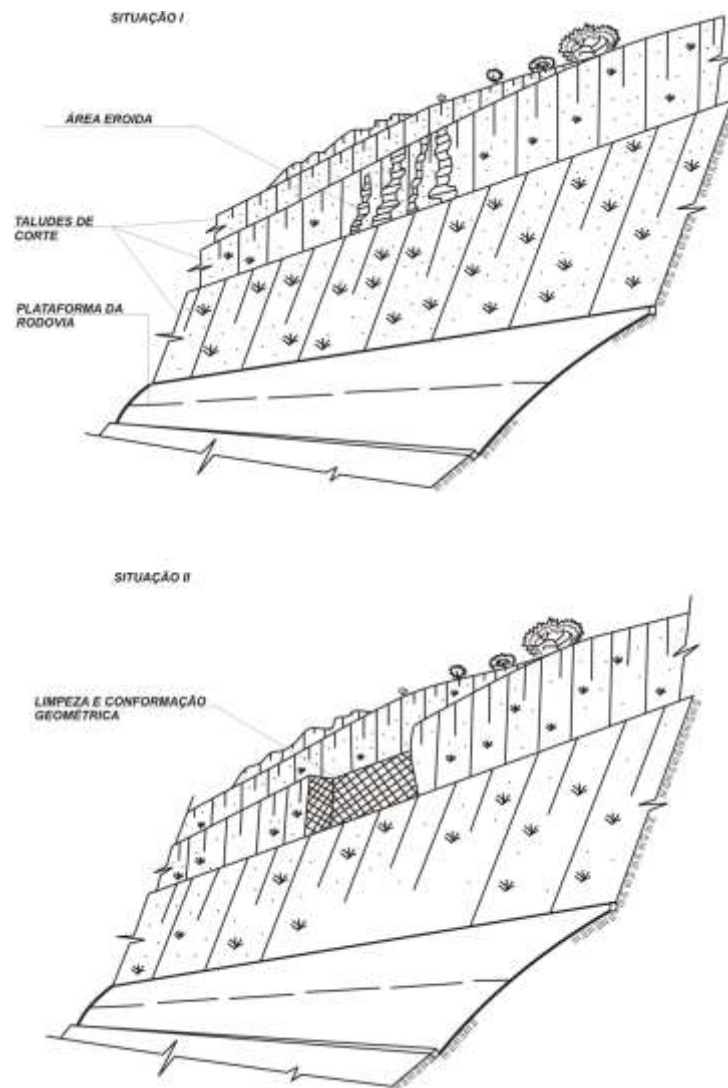 SITUAÇÃO I
ÁREA EROIDA
TALUDES DE
CORTE
PLATAFORMA DA
RODOVIA
SITUAÇÃO II
LIMPEZA E CONFORMAÇÃO
GEOMÉTRICA